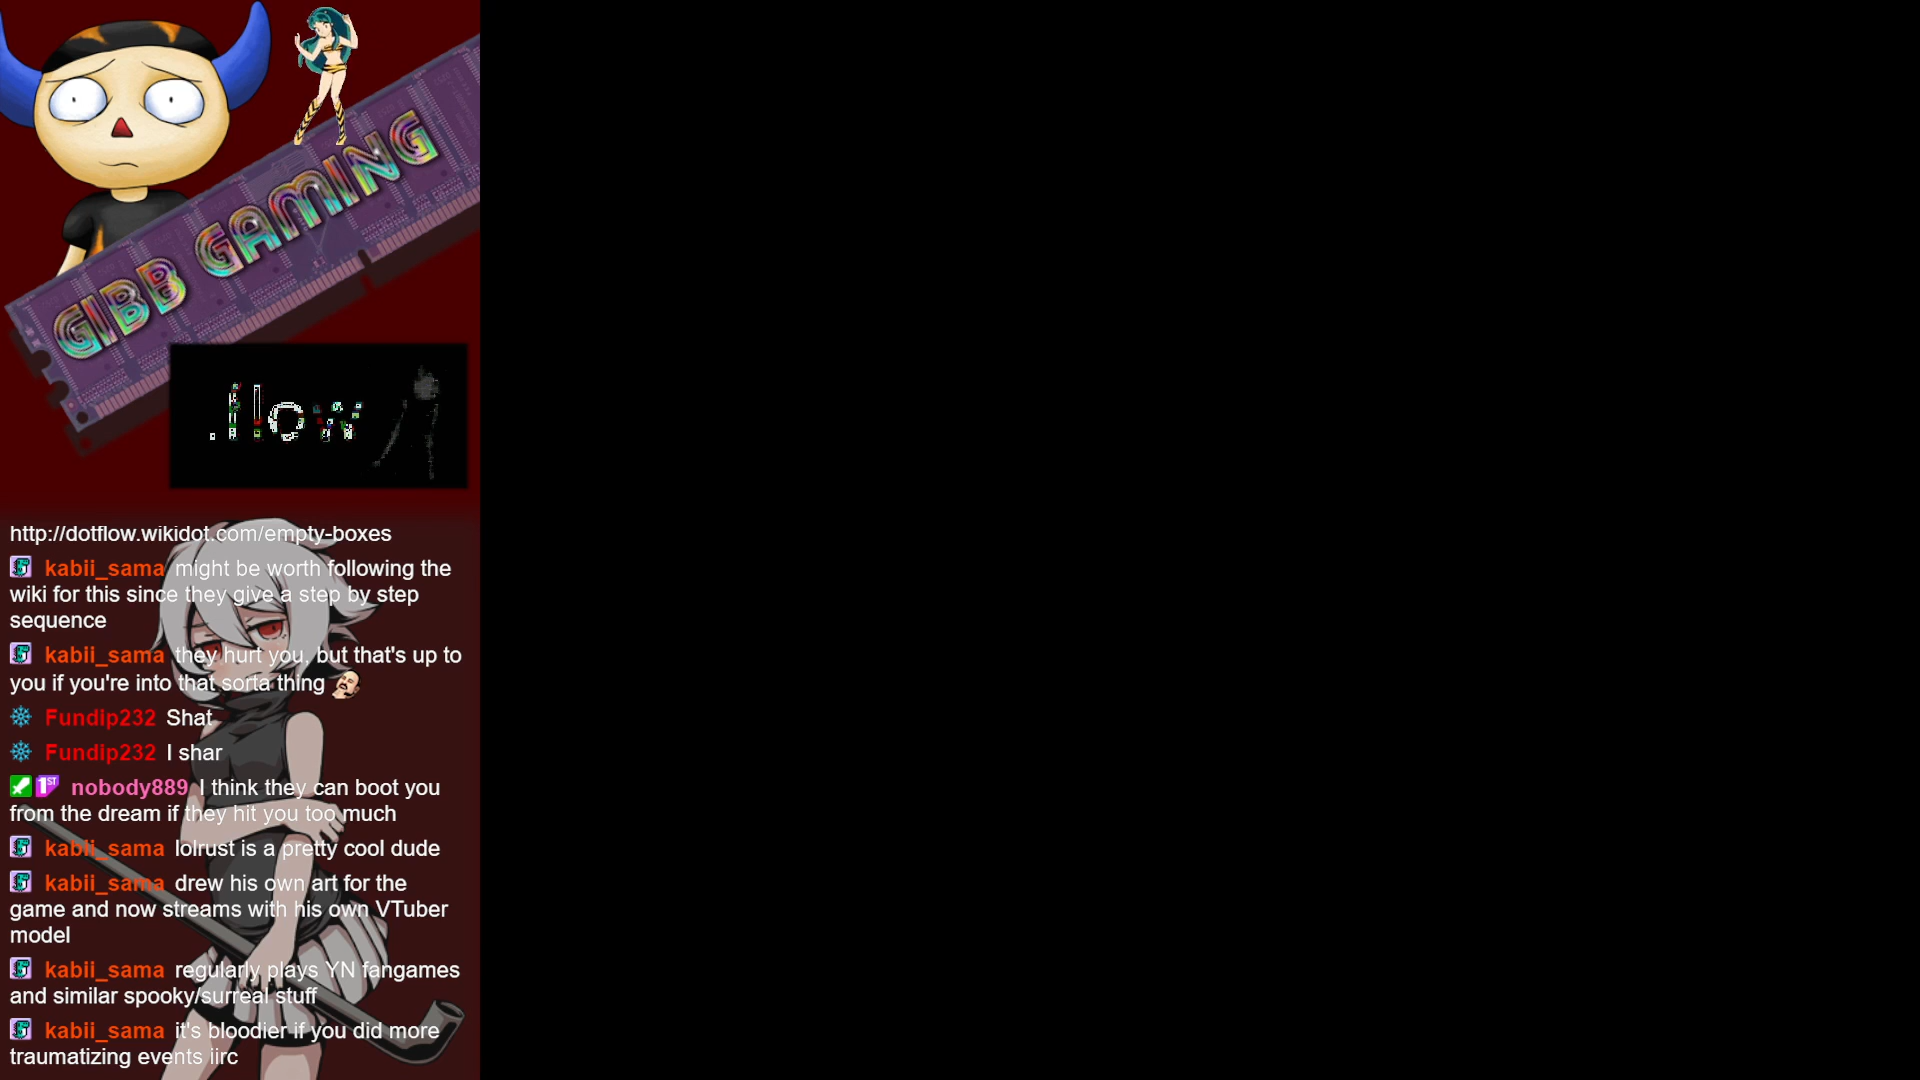 GIBB GAMING
.flow
http://dotflow.wikidot.com/empty-boxes
kabii_sama might be worth following the
wiki for this since they give a step by step
sequence
kabii_sama they hurt you, but that's up to
you if you're into that sorta thing
Fundip232 Shat
Fundip232 I shar
1ST nobody889 I think they can boot you
from the dream if they hit you too much
kabii_sama lolrust is a pretty cool dude
kabii_sama drew his own art for the
game and now streams with his own VTuber
model
kabii_sama regularly plays YN fangames
and similar spooky/surreal stuff
kabii_sama it's bloodier if you did more
traumatizing events iirc